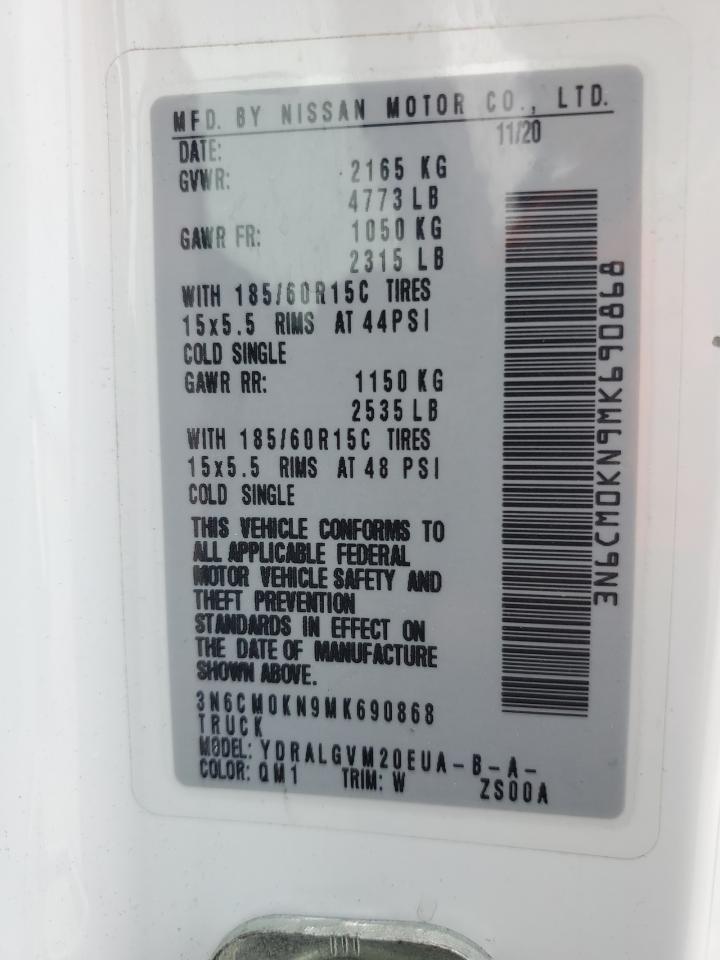 MFD. BY NISSAN MOTOR CO., LTD.
DATE: 11/20
GVWR: 2165 KG
4773 LB
GAWR FR: 1050 KG
2315 LB
WITH 185/60R15C TIRES
15x5.5 RIMS AT 44PSI
COLD SINGLE
GAWR RR: 1150 KG
2535 LB
WITH 185/60R15C TIRES
15x5.5 RIMS AT 48 PSI
COLD SINGLE
THIS VEHICLE CONFORMS TO
ALL APPLICABLE FEDERAL
MOTOR VEHICLE SAFETY AND
THEFT PREVENTION
STANDARDS IN EFFECT ON
THE DATE OF MANUFACTURE
SHOWN ABOVE.
3N6CM0KN9MK690868
TRUCK
MODEL: YDRALGVM20EUA-B-A-
ZS00A
COLOR: QM1 TRIM: W
3N6CM0KN9MK690868